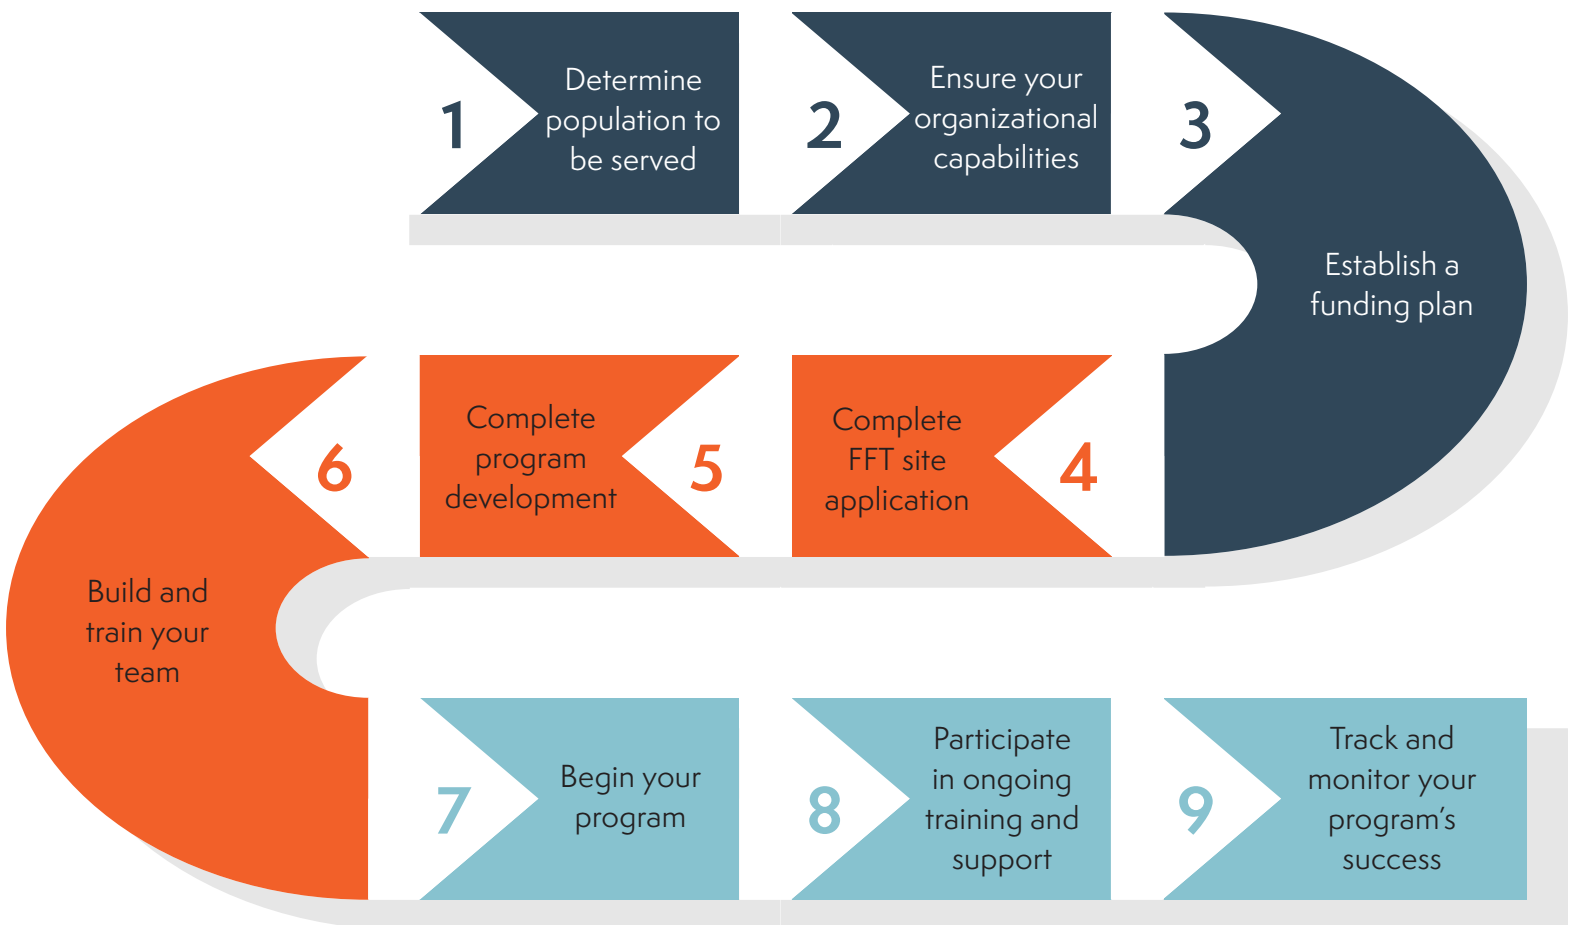 1
Determine
population to
be served
2
Ensure your
organizational
capabilities
3
Establish a
funding plan
4
Complete
FFT site
application
5
Complete
program
development
6
Build and
train your
team
7
Begin your
program
8
Participate
in ongoing
training and
support
9
Track and
monitor your
program’s
success